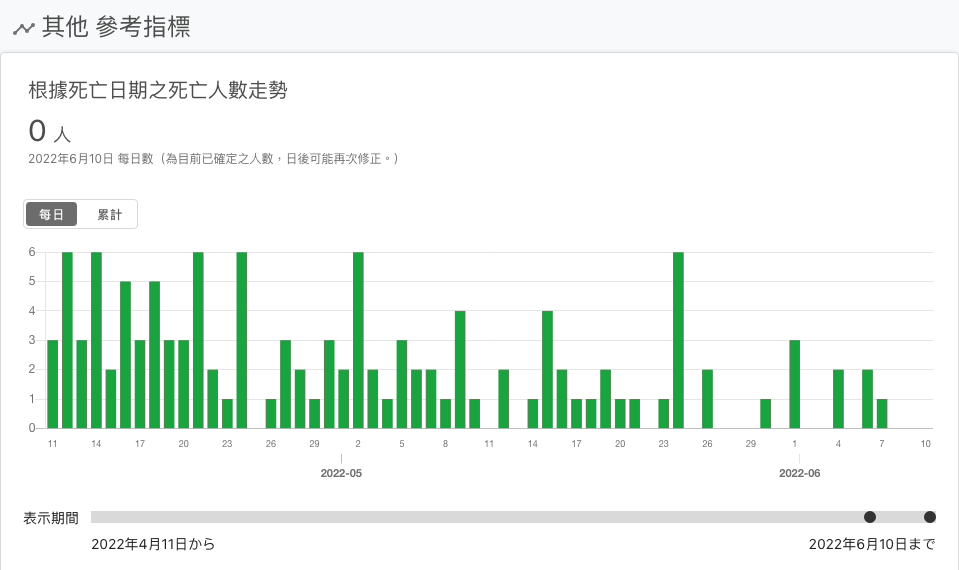 其他 參考指標
根據死亡日期之死亡人數走勢
0 人
2022年6月10日 每日數（為目前已確定之人數，日後可能再次修正。）
每日 累計
6
5
4
3
2
1
0
11 14 17 20 23 26 29 2 5 8 11 14 17 20 23 26 29 1 4 7 10
2022-05 2022-06
表示期間
2022年4月11日から 2022年6月10日まで